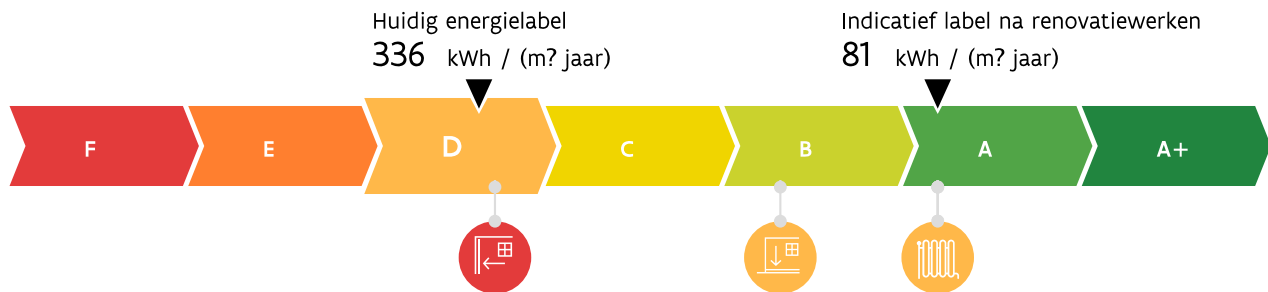 Huidig energielabel
336 kWh / (m? jaar)
Indicatief label na renovatiewerken
81 kWh / (m? jaar)
F E D C B A A+